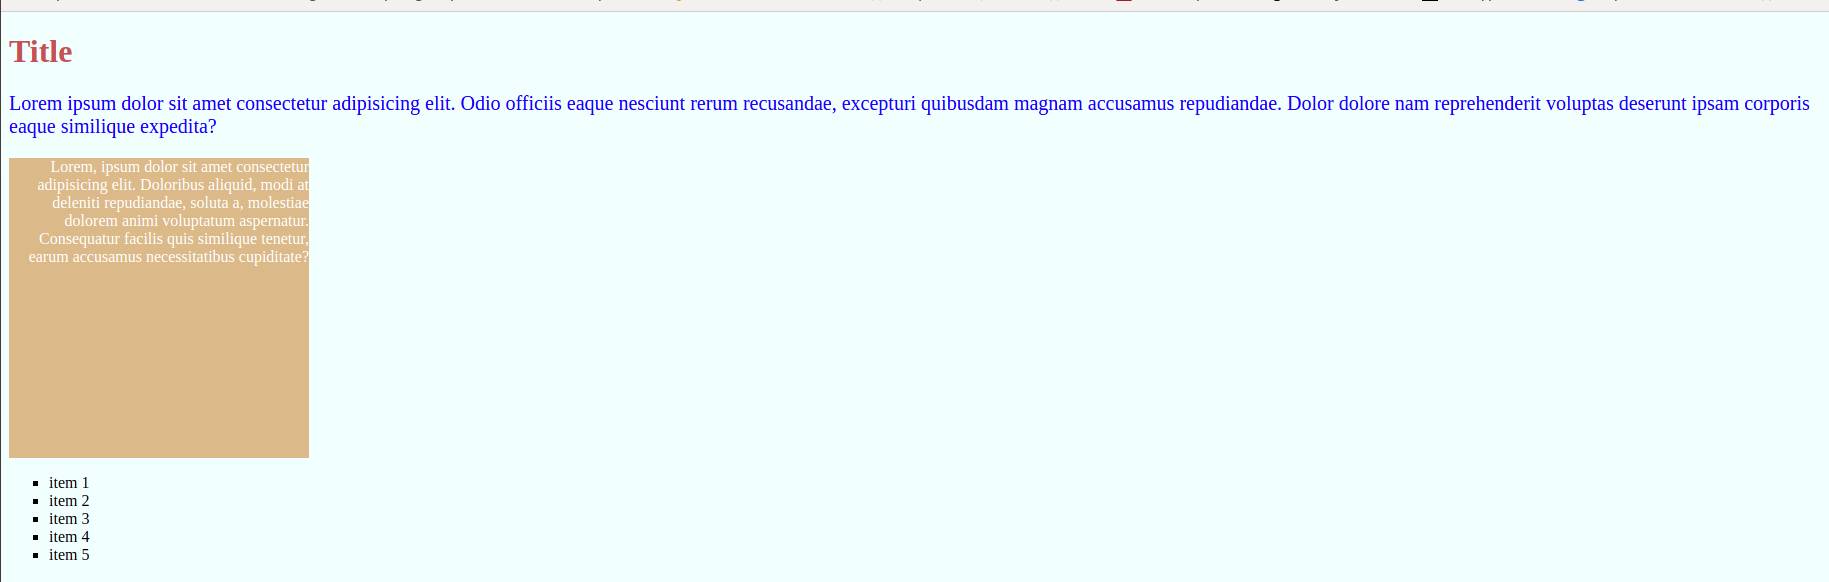 Title
Lorem ipsum dolor sit amet consectetur adipisicing elit. Odio officiis eaque nesciunt rerum recusandae, excepturi quibusdam magnam accusamus repudiandae. Dolor dolore nam reprehenderit voluptas deserunt ipsam corporis
eaque similique expedita?
Lorem, ipsum dolor sit amet consectetur
adipisicing elit. Doloribus aliquid, modi at
deleniti repudiandae, soluta a, molestiae
dolorem animi voluptatum aspernatur.
Consequatur facilis quis similique tenetur,
earum accusamus necessitatibus cupiditate?
item 1
item 2
item 3
item 4
item 5